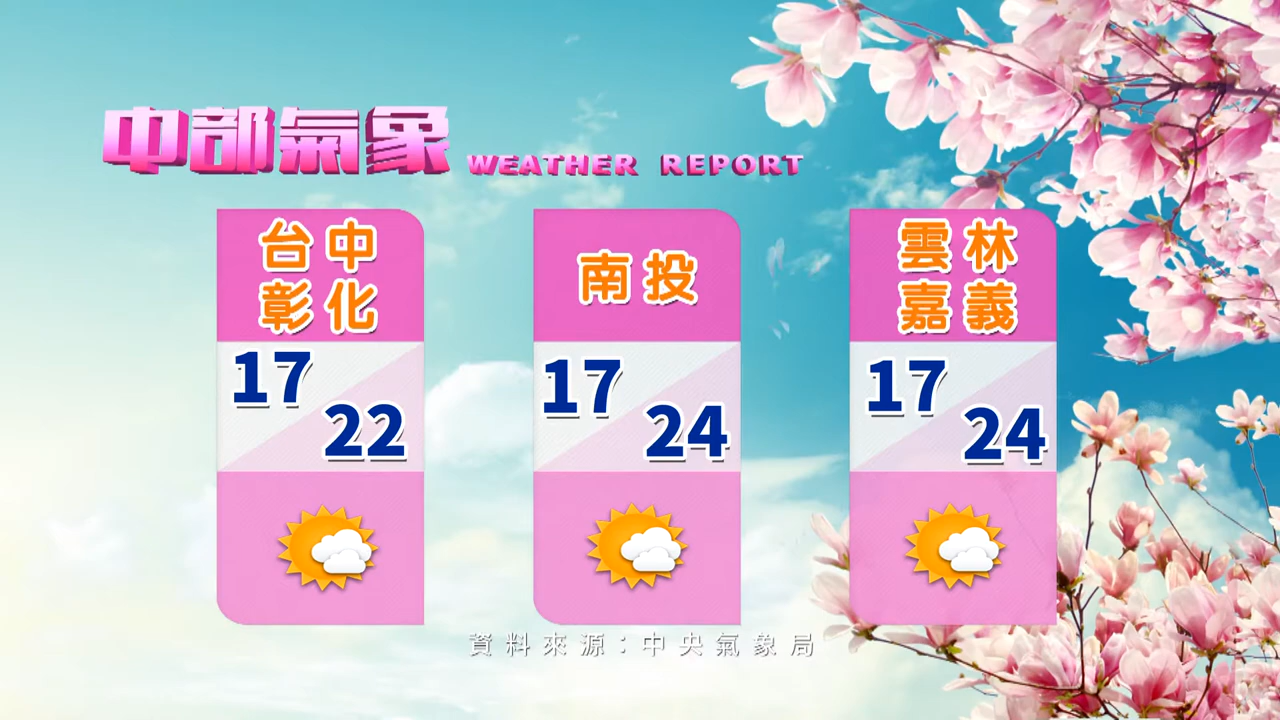 中部氣象 WEATHER REPORT
台中
彰化
17
22
南投
17
24
雲林
嘉義
17
24
資料來源：中央氣象局